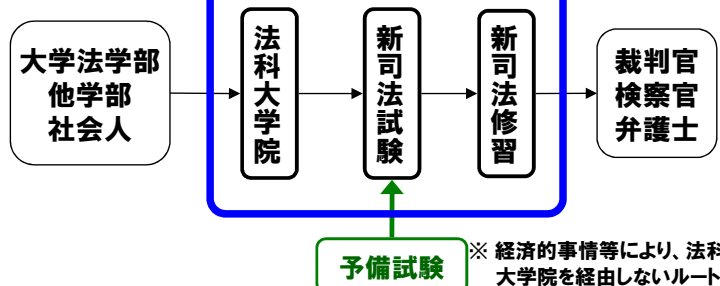 大学法学部
他学部
社会人
法科大学院
新司法試験
新司法修習
裁判官
検察官
弁護士
予備試験
※ 経済的事情等により、法科
大学院を経由しないルート